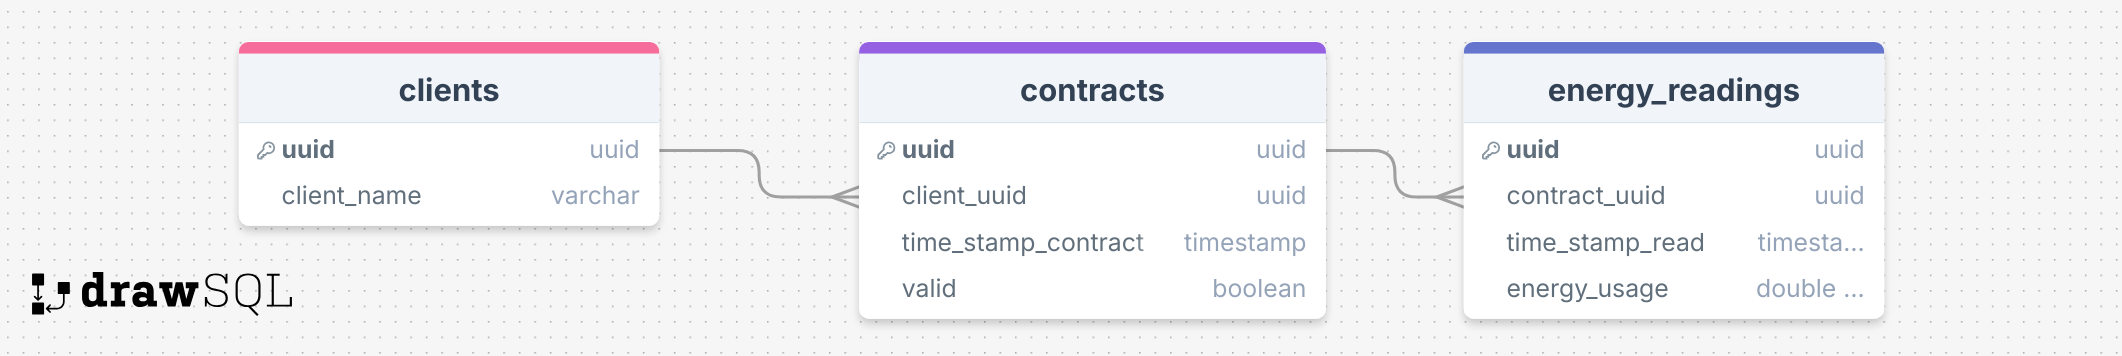 clients
uuid uuid
client_name varchar
contracts
uuid uuid
client_uuid uuid
time_stamp_contract timestamp
valid boolean
energy_readings
uuid uuid
contract_uuid uuid
time_stamp_read timesta...
energy_usage double ...
drawSQL